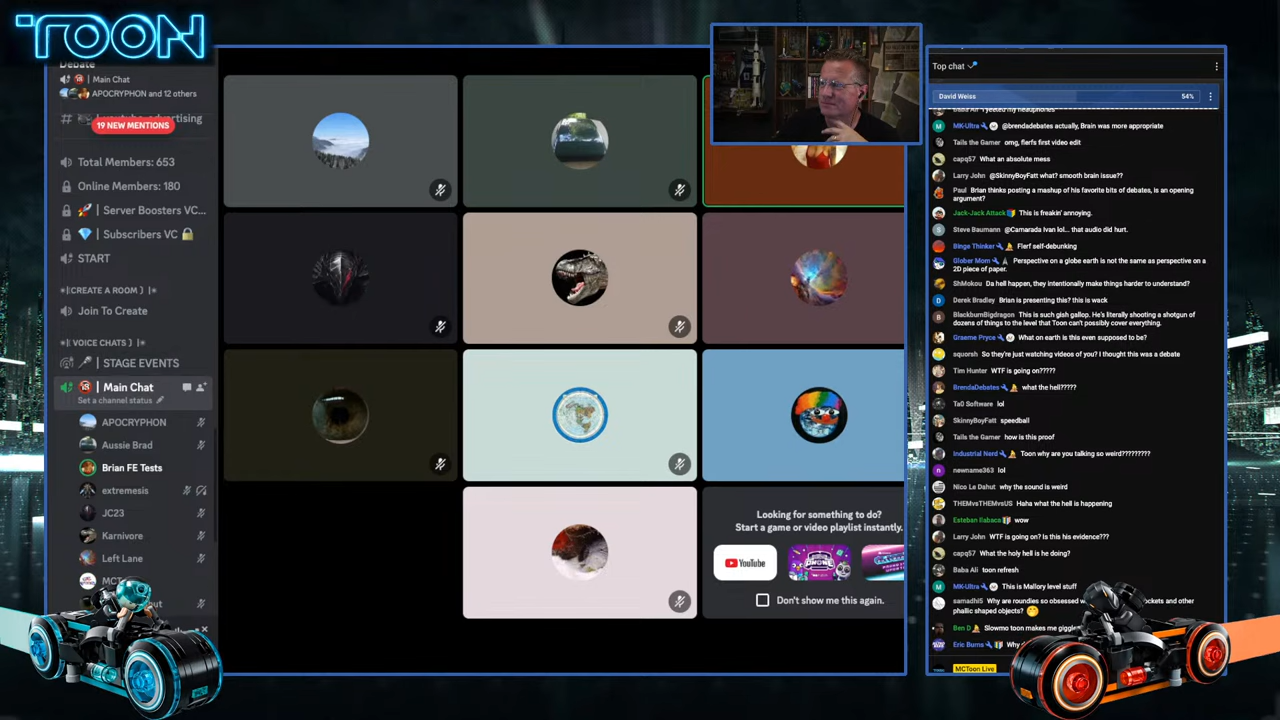 TOON
Debate
Main Chat
APOCRYPHON and 12 others
19 NEW MENTIONS
Total Members: 653
Online Members: 180
Server Boosters VC...
Subscribers VC
START
CREATE A ROOM
Join To Create
VOICE CHATS
STAGE EVENTS
Main Chat
Set a channel status
APOCRYPHON
Aussie Brad
Brian FE Tests
extremesis
JC23
Karnivore
Left Lane
Looking for something to do?
Start a game or video playlist instantly.
YouTube
Don't show me this again.
Top chat
David Weiss 54%
MK-Ultra @brendadebates actually, Brain was more appropriate
Tails the Gamer omg, flerfs first video edit
capq57 What an absolute mess
Larry John @SkinnyBoyFatt what? smooth brain issue??
Paul Brian thinks posting a mashup of his favorite bits of debates, is an opening
argument?
Jack-Jack Attack This is freakin' annoying.
Steve Baumann @Camarada Ivan lol... that audio did hurt.
Binge Thinker Flerf self-debunking
Glober Mom Perspective on a globe earth is not the same as perspective on a
2D piece of paper.
ShMokou Da hell happen, they intentionally make things harder to understand?
Derek Bradley Brian is presenting this? this is wack
BlackburnBigdragon This is such gish gallop. He's literally shooting a shotgun of
dozens of things to the level that Toon can't possibly cover everything.
Graeme Pryce What on earth is this even supposed to be?
squorsh So they're just watching videos of you? I thought this was a debate
Tim Hunter WTF is going on?????
BrendaDebates what the hell?????
Ta0 Software lol
SkinnyBoyFatt speedball
Tails the Gamer how is this proof
Industrial Nerd Toon why are you talking so weird?????????
newname363 lol
Nico Le Dahut why the sound is weird
THEMvsTHEMvsUS Haha what the hell is happening
Esteban Ilabaca wow
Larry John WTF is going on? Is this his evidence???
capq57 What the holy hell is he doing?
Baba Ali toon refresh
MK-Ultra This is Mallory level stuff
samadhiS Why are roundies so obsessed
phallic shaped objects?
Ben D Slowmo toon makes me
Eric Burns
MCToon Live